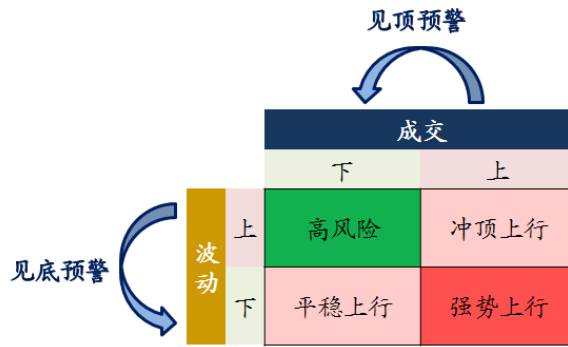 见顶预警
成交
下 上
见底预警
波动
上 高风险 冲顶上行
下 平稳上行 强势上行